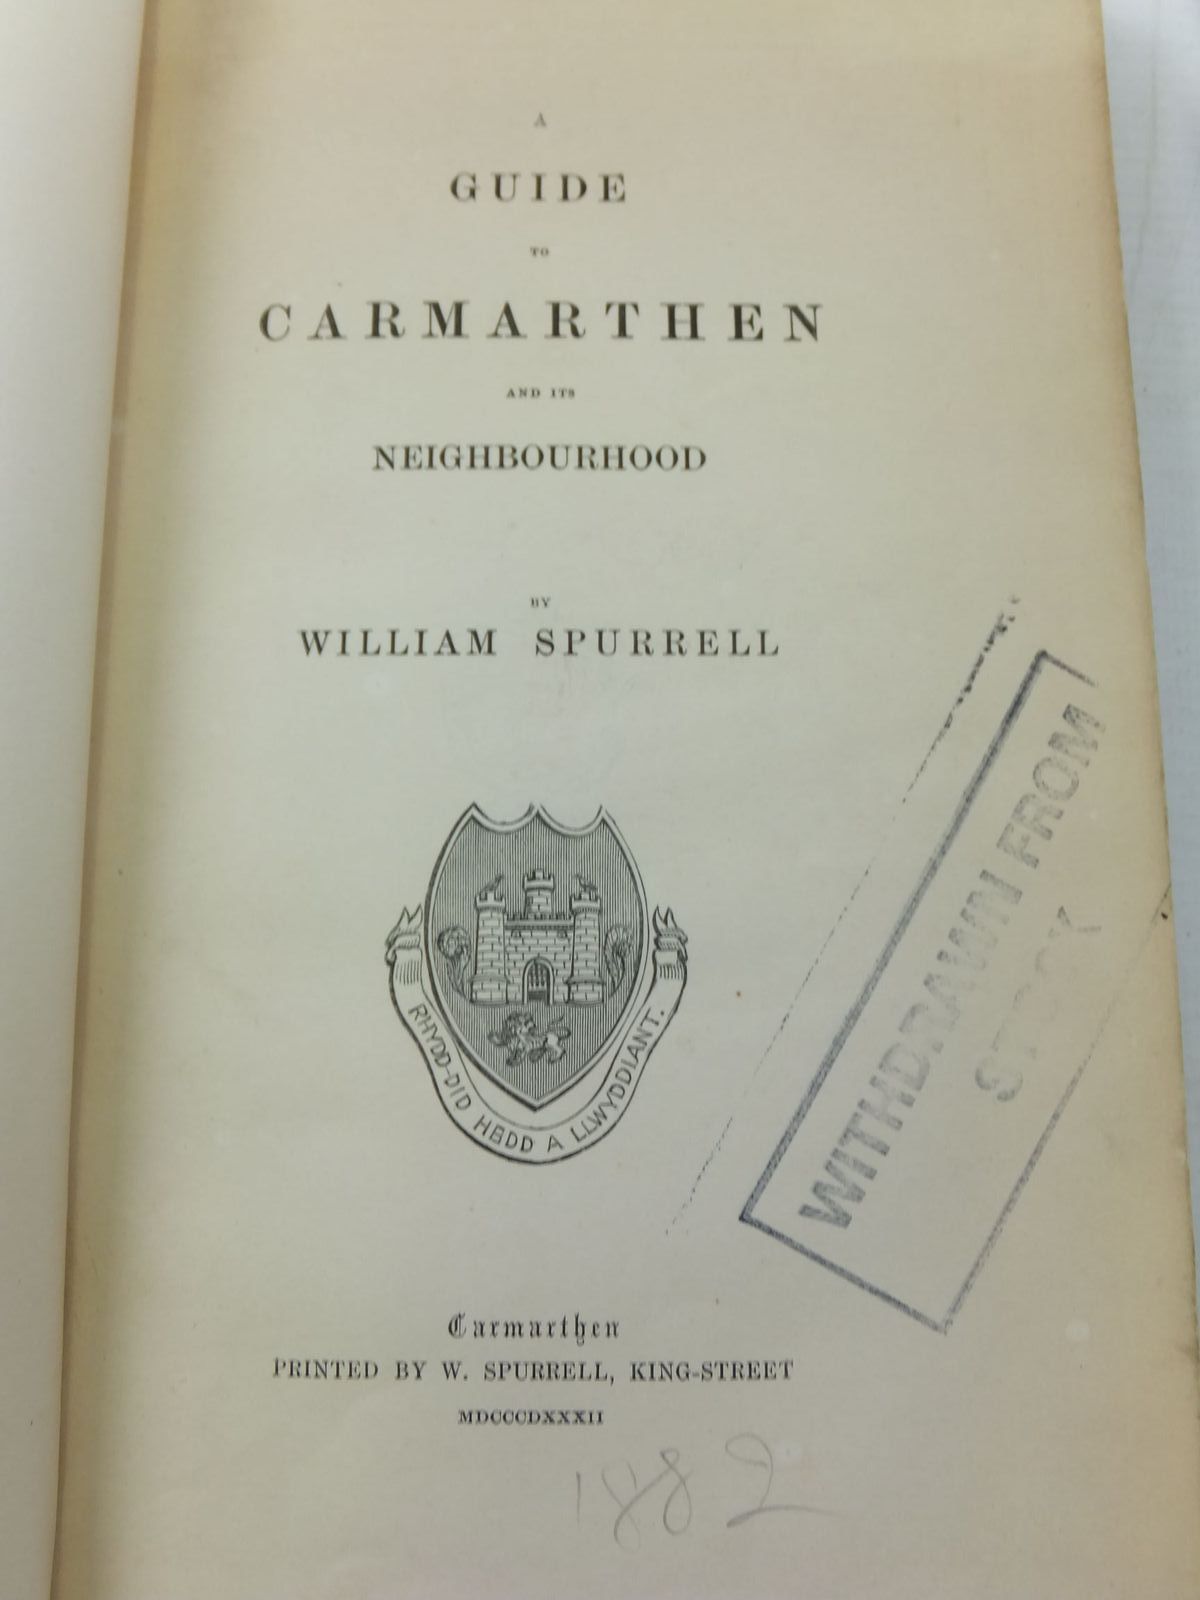 A
GUIDE
TO
CARMARTHEN
AND ITS
NEIGHBOURHOOD
BY
WILLIAM SPURRELL
RHYDD-DID HEDD A LLWYDDIANT.
WITHDRAWN FROM
STOCK
Carmarthen
PRINTED BY W. SPURRELL, KING-STREET
MDCCCDXXXII
1882